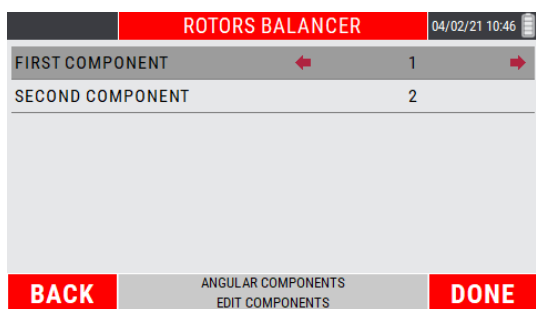 ROTORS BALANCER 04/02/21 10:46
FIRST COMPONENT 1
SECOND COMPONENT 2
BACK
ANGULAR COMPONENTS
EDIT COMPONENTS
DONE